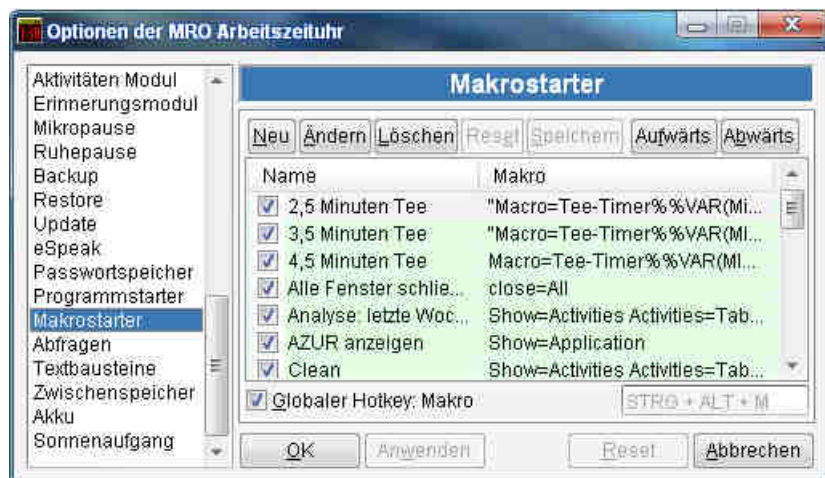 Optionen der MRO Arbeitszeituhr
Aktivitäten Modul
Erinnerungsmodul
Mikropause
Ruhepause
Backup
Restore
Update
eSpeak
Passwortspeicher
Programmstarter
Makrostarter
Abfragen
Textbausteine
Zwischenspeicher
Akku
Sonnenaufgang
Makrostarter
Neu Ändern Löschen Reset Speichern Aufwärts Abwärts
Name Makro
2,5 Minuten Tee "Macro=Tee-Timer%%VAR(Mi...
3,5 Minuten Tee "Macro=Tee-Timer%%VAR(MI...
4,5 Minuten Tee Macro=Tee-Timer%%VAR(MI...
Alle Fenster schlie... close=All
Analyse: letzte Woc... Show=Activities Activities=Tab...
AZUR anzeigen Show=Application
Clean Show=Activities Activities=Tab...
Globaler Hotkey: Makro STRG + ALT + M
OK Anwenden Reset Abbrechen